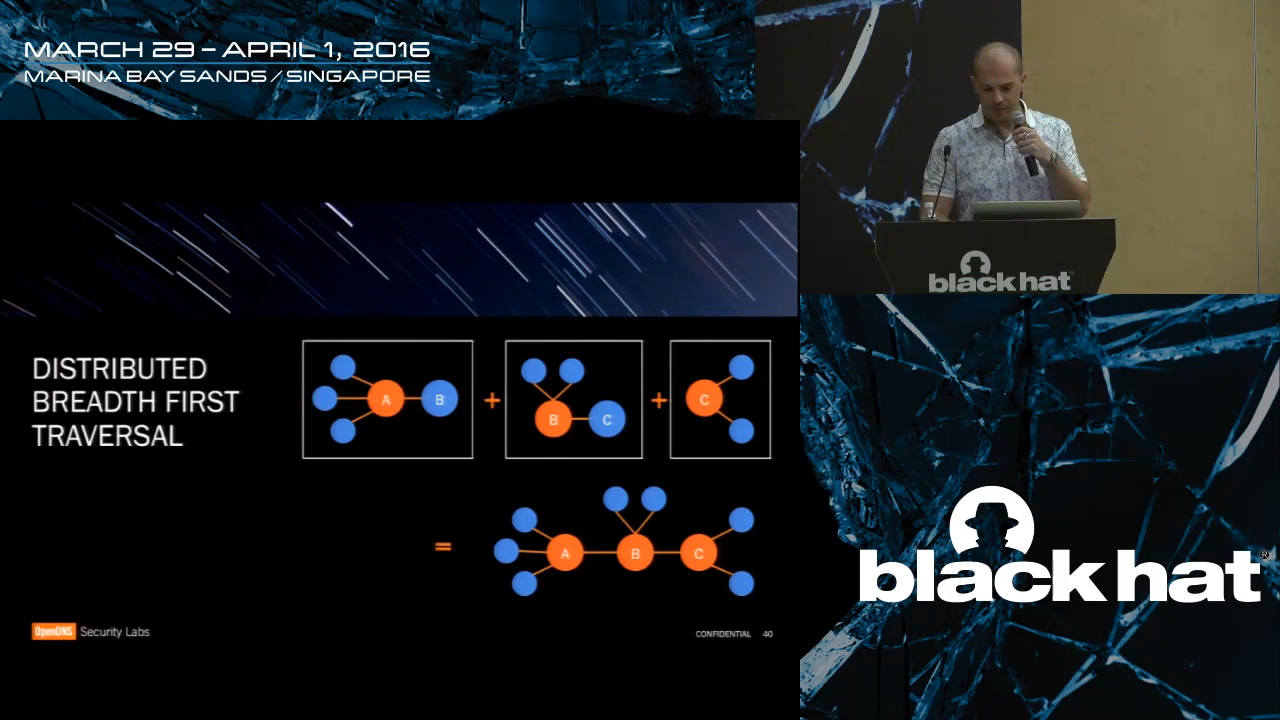 MARCH 29 – APRIL 1, 2016
MARINA BAY SANDS / SINGAPORE
black hat
DISTRIBUTED
BREADTH FIRST
TRAVERSAL
A
B
+
B
C
+
C
=
A
B
C
black hat®
OpenDNS Security Labs
CONFIDENTIAL 40